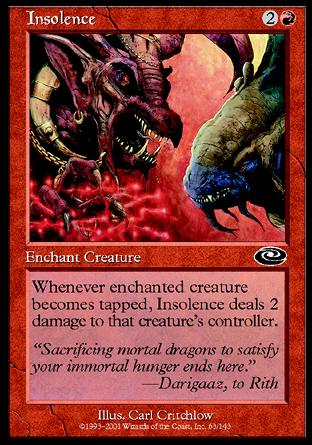 Insolence 2
Enchant Creature
Whenever enchanted creature
becomes tapped, Insolence deals 2
damage to that creature's controller.
"Sacrificing mortal dragons to satisfy
your immortal hunger ends here."
—Darigaaz, to Rith
Illus. Carl Critchlow
©1993-2001 Wizards of the Coast, Inc. 63/143